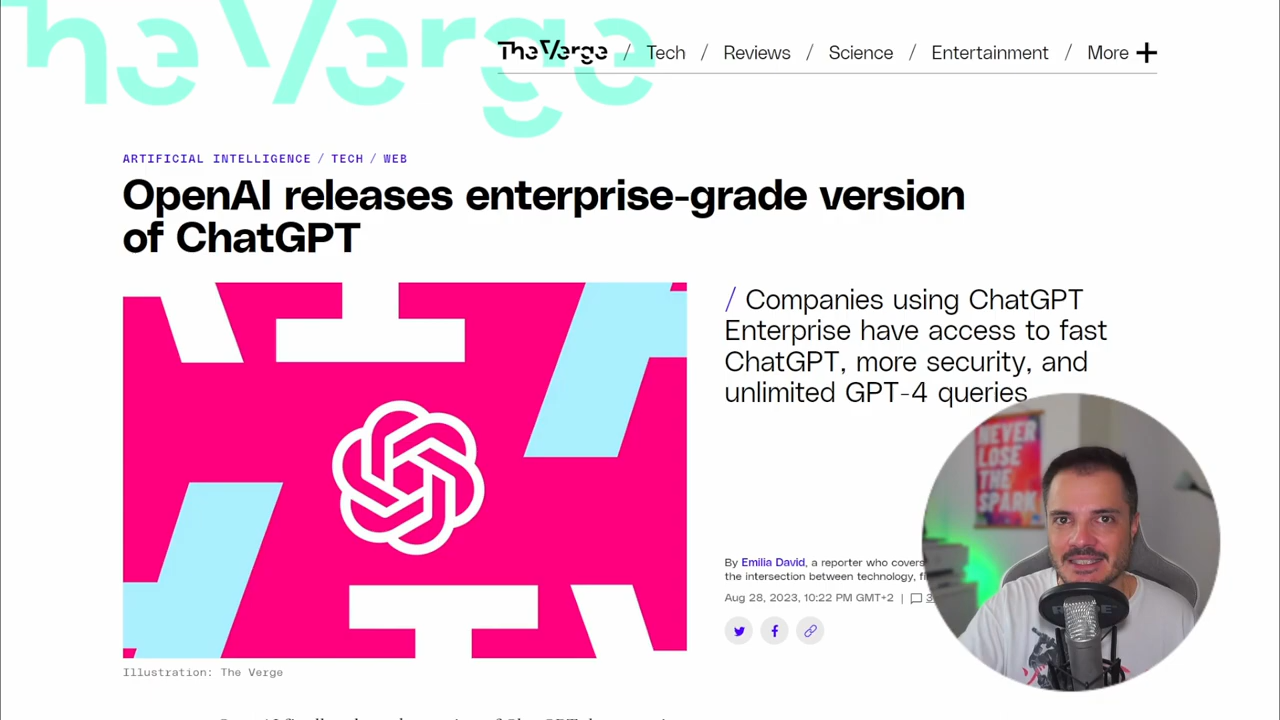 The Verge
The Verge / Tech / Reviews / Science / Entertainment / More +
ARTIFICIAL INTELLIGENCE / TECH / WEB
OpenAI releases enterprise-grade version
of ChatGPT
/ Companies using ChatGPT
Enterprise have access to fast
ChatGPT, more security, and
unlimited GPT-4 queries
NEVER
LOSE
THE
SPARK
By Emilia David, a reporter who covers
the intersection between technology,
Aug 28, 2023, 10:22 PM GMT+2 |
RODE
Illustration: The Verge